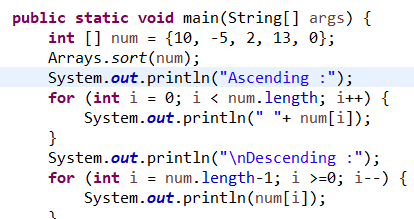 public static void main(String[] args) {
    int [] num = {10, -5, 2, 13, 0};
    Arrays.sort(num);
    System.out.println("Ascending :");
    for (int i = 0; i < num.length; i++) {
        System.out.println(" "+ num[i]);
    }
    System.out.println("\nDescending :");
    for (int i = num.length-1; i >=0; i--) {
        System.out.println(num[i]);
    }